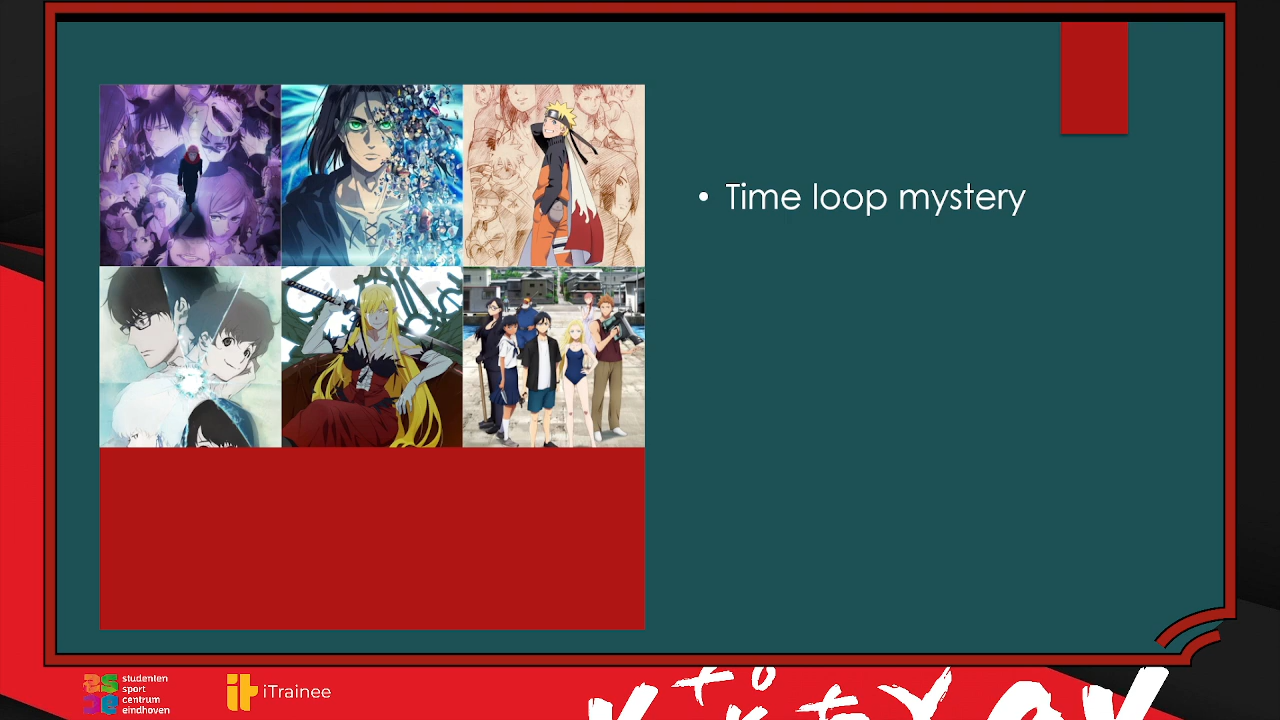 • Time loop mystery
studenten
sport
centrum
eindhoven
iTrainee